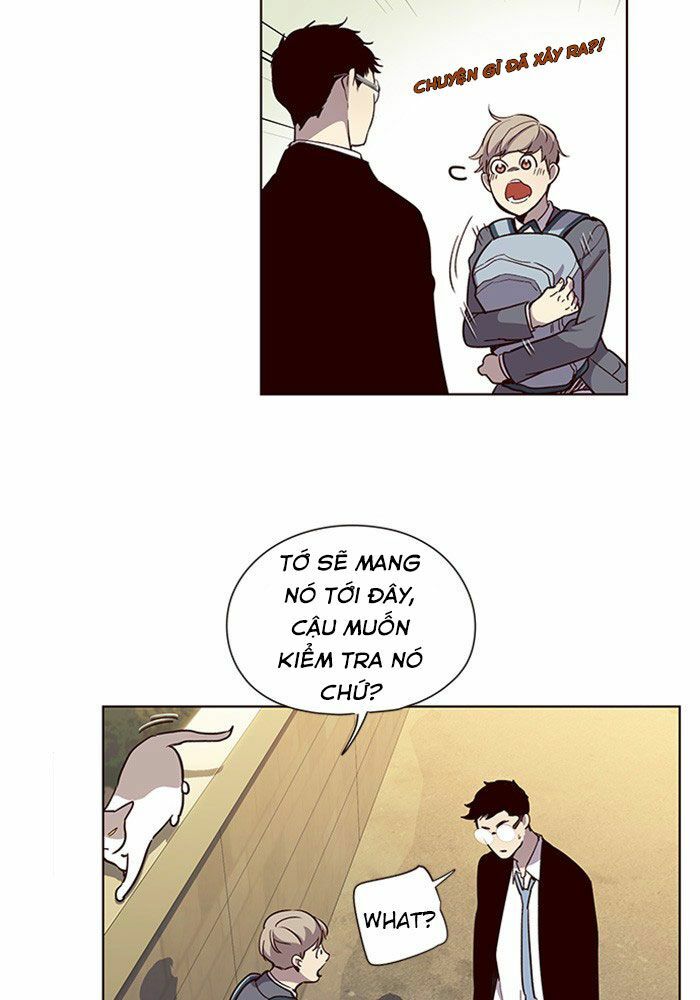 CHUYỆN GÌ ĐÃ XẢY RA?!
TỚ SẼ MANG
NÓ TỚI ĐÂY,
CẬU MUỐN
KIỂM TRA NÓ
CHỨ?
WHAT?